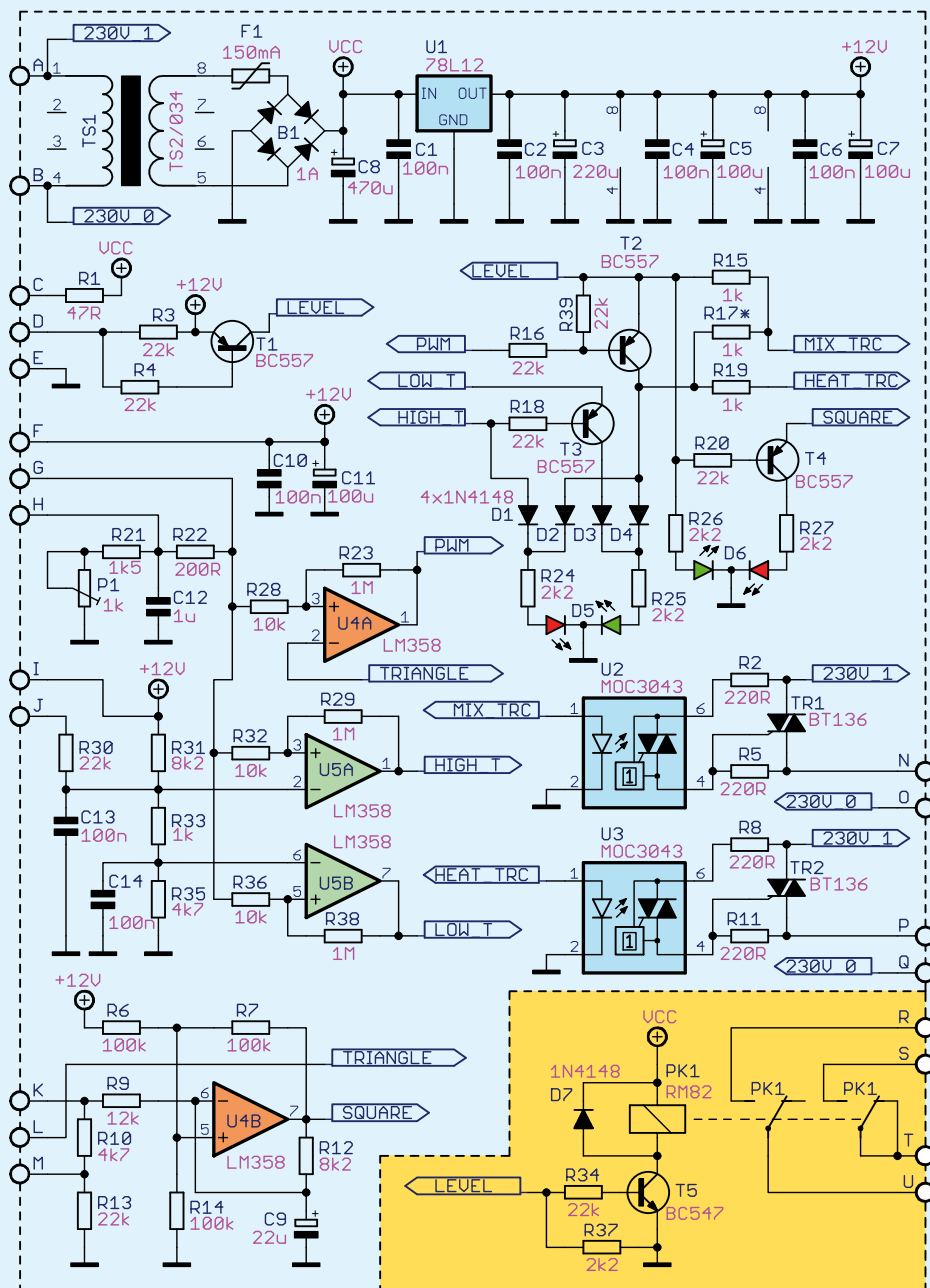 230V_1
F1
150mA
VCC
U1
78L12
+12V
A
1
8
IN
OUT
GND
2
7
TS1
TS2/034
3
6
B1
1A
B
4
5
+
C8
470u
C1
100n
C2
100n
+
C3
220u
8
4
C4
100n
+
C5
100u
8
4
C6
100n
+
C7
100u
230V_0
VCC
C
R1
47R
+12V
LEVEL
D
R3
22k
T1
BC557
E
R4
22k
T2
BC557
LEVEL
R39
22k
R15
1k
R17*
1k
PWM
R16
22k
MIX_TRC
LOW_T
R19
1k
HEAT_TRC
HIGH_T
R18
22k
T3
BC557
SQUARE
R20
22k
T4
BC557
4x1N4148
D1
D2
D3
D4
R26
2k2
D6
R27
2k2
R24
2k2
D5
R25
2k2
+12V
F
C10
100n
+
C11
100u
G
H
R21
1k5
R22
200R
P1
1k
C12
1u
R23
1M
PWM
R28
10k
3
+
U4A
1
2
−
LM358
TRIANGLE
I
+12V
J
R30
22k
R31
8k2
R29
1M
R32
10k
3
+
U5A
1
2
−
HIGH_T
LM358
C13
100n
R33
1k
LM358
6
−
U5B
7
5
+
C14
100n
R35
4k7
R36
10k
R38
1M
LOW_T
U2
MOC3043
MIX_TRC
1
6
2
4
1
R2
220R
230V_1
TR1
BT136
R5
220R
N
230V_0
O
U3
MOC3043
HEAT_TRC
1
6
2
4
1
R8
220R
230V_1
TR2
BT136
R11
220R
P
230V_0
Q
+12V
R6
100k
R7
100k
TRIANGLE
K
R9
12k
6
−
U4B
7
5
+
SQUARE
L
R10
4k7
LM358
R12
8k2
M
R13
22k
R14
100k
C9
22u
+
VCC
1N4148
D7
PK1
RM82
PK1
PK1
R
S
T
U
LEVEL
R34
22k
T5
BC547
R37
2k2